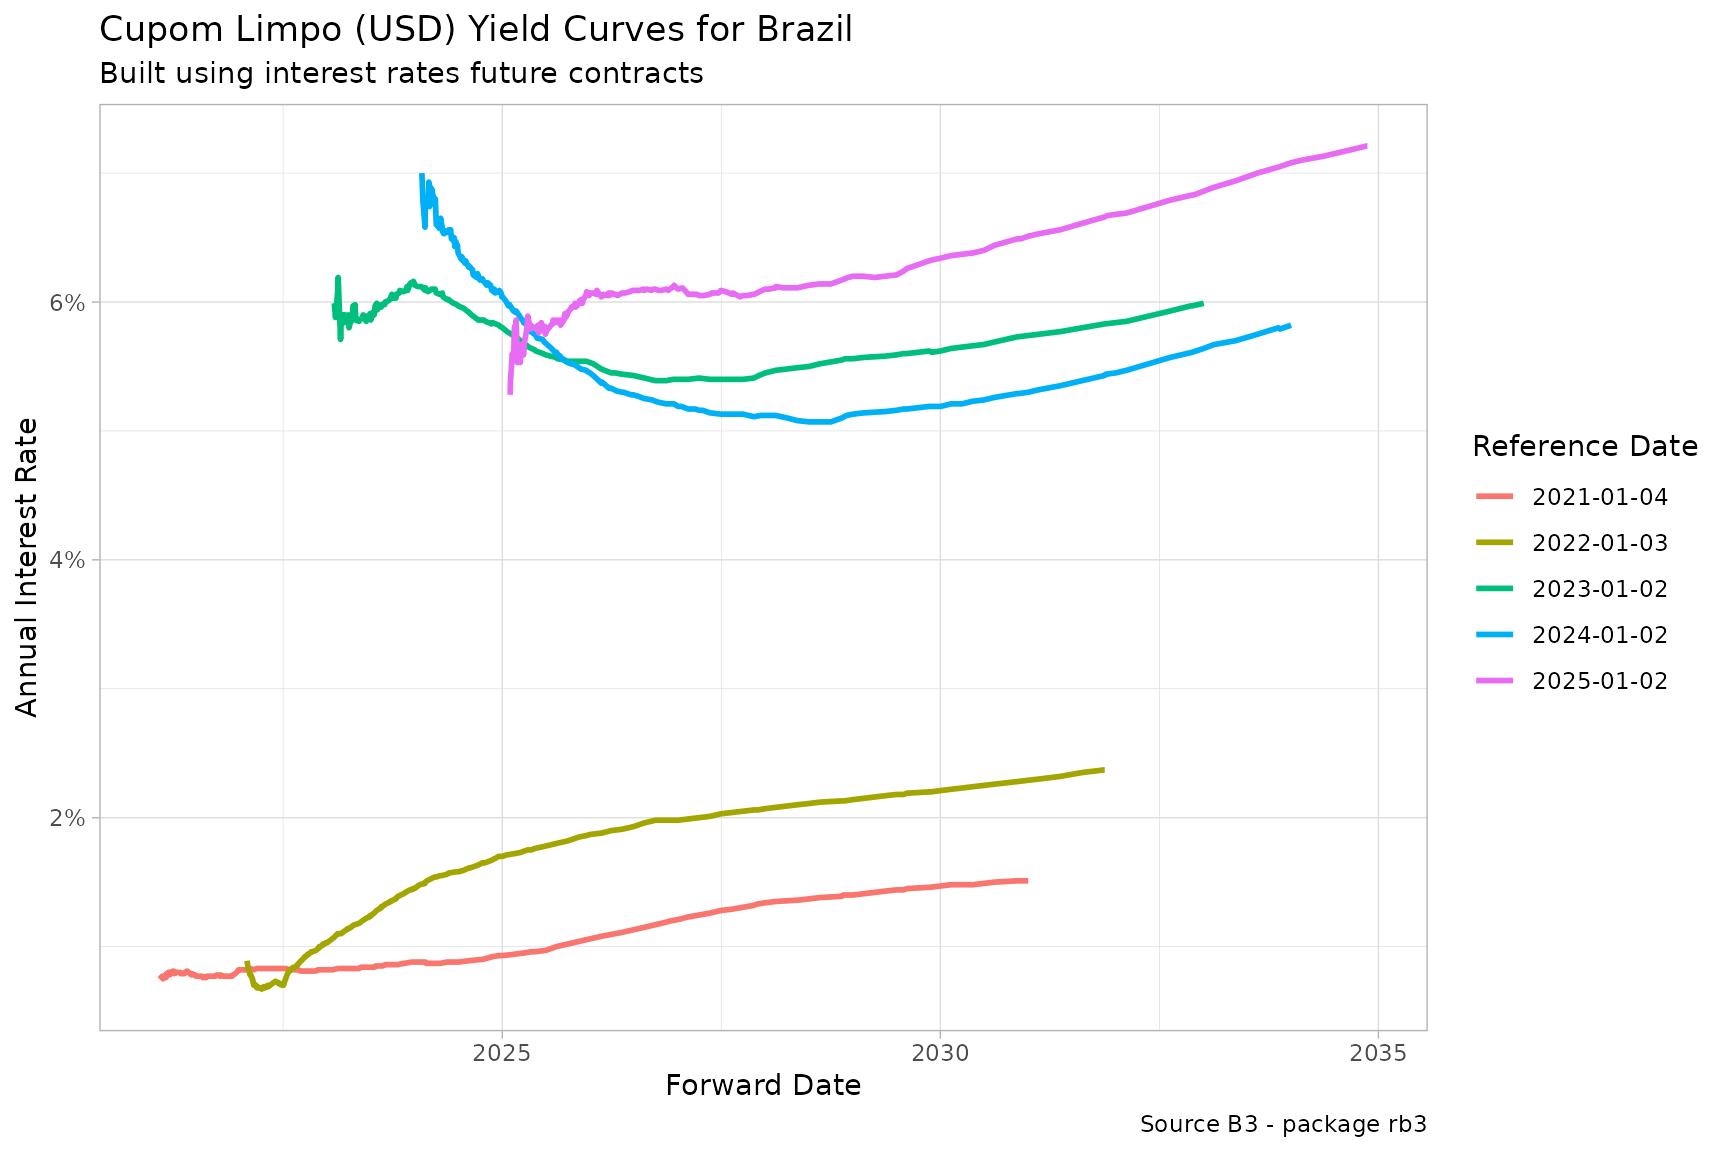 Cupom Limpo (USD) Yield Curves for Brazil
Built using interest rates future contracts
Annual Interest Rate
6%
4%
2%
2025
2030
2035
Forward Date
Reference Date
2021-01-04
2022-01-03
2023-01-02
2024-01-02
2025-01-02
Source B3 - package rb3